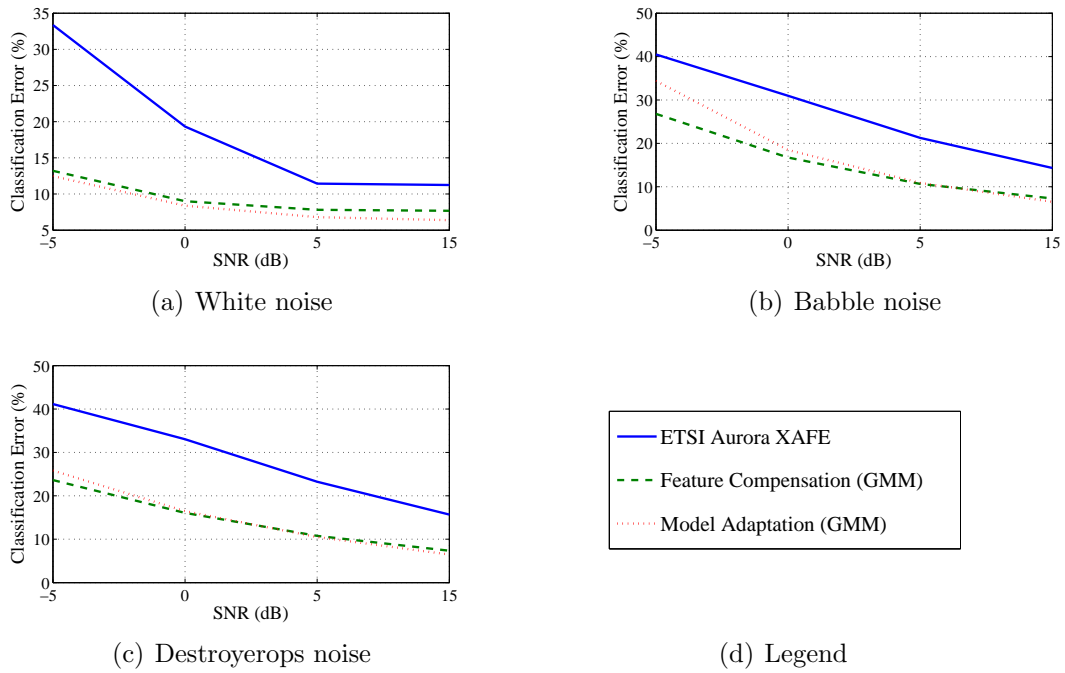 35
30
25
20
15
10
5
Classification Error (%)
−5
0
5
15
SNR (dB)
(a) White noise
50
40
30
20
10
0
Classification Error (%)
−5
0
5
15
SNR (dB)
(b) Babble noise
50
40
30
20
10
0
Classification Error (%)
−5
0
5
15
SNR (dB)
(c) Destroyerops noise
ETSI Aurora XAFE
Feature Compensation (GMM)
Model Adaptation (GMM)
(d) Legend